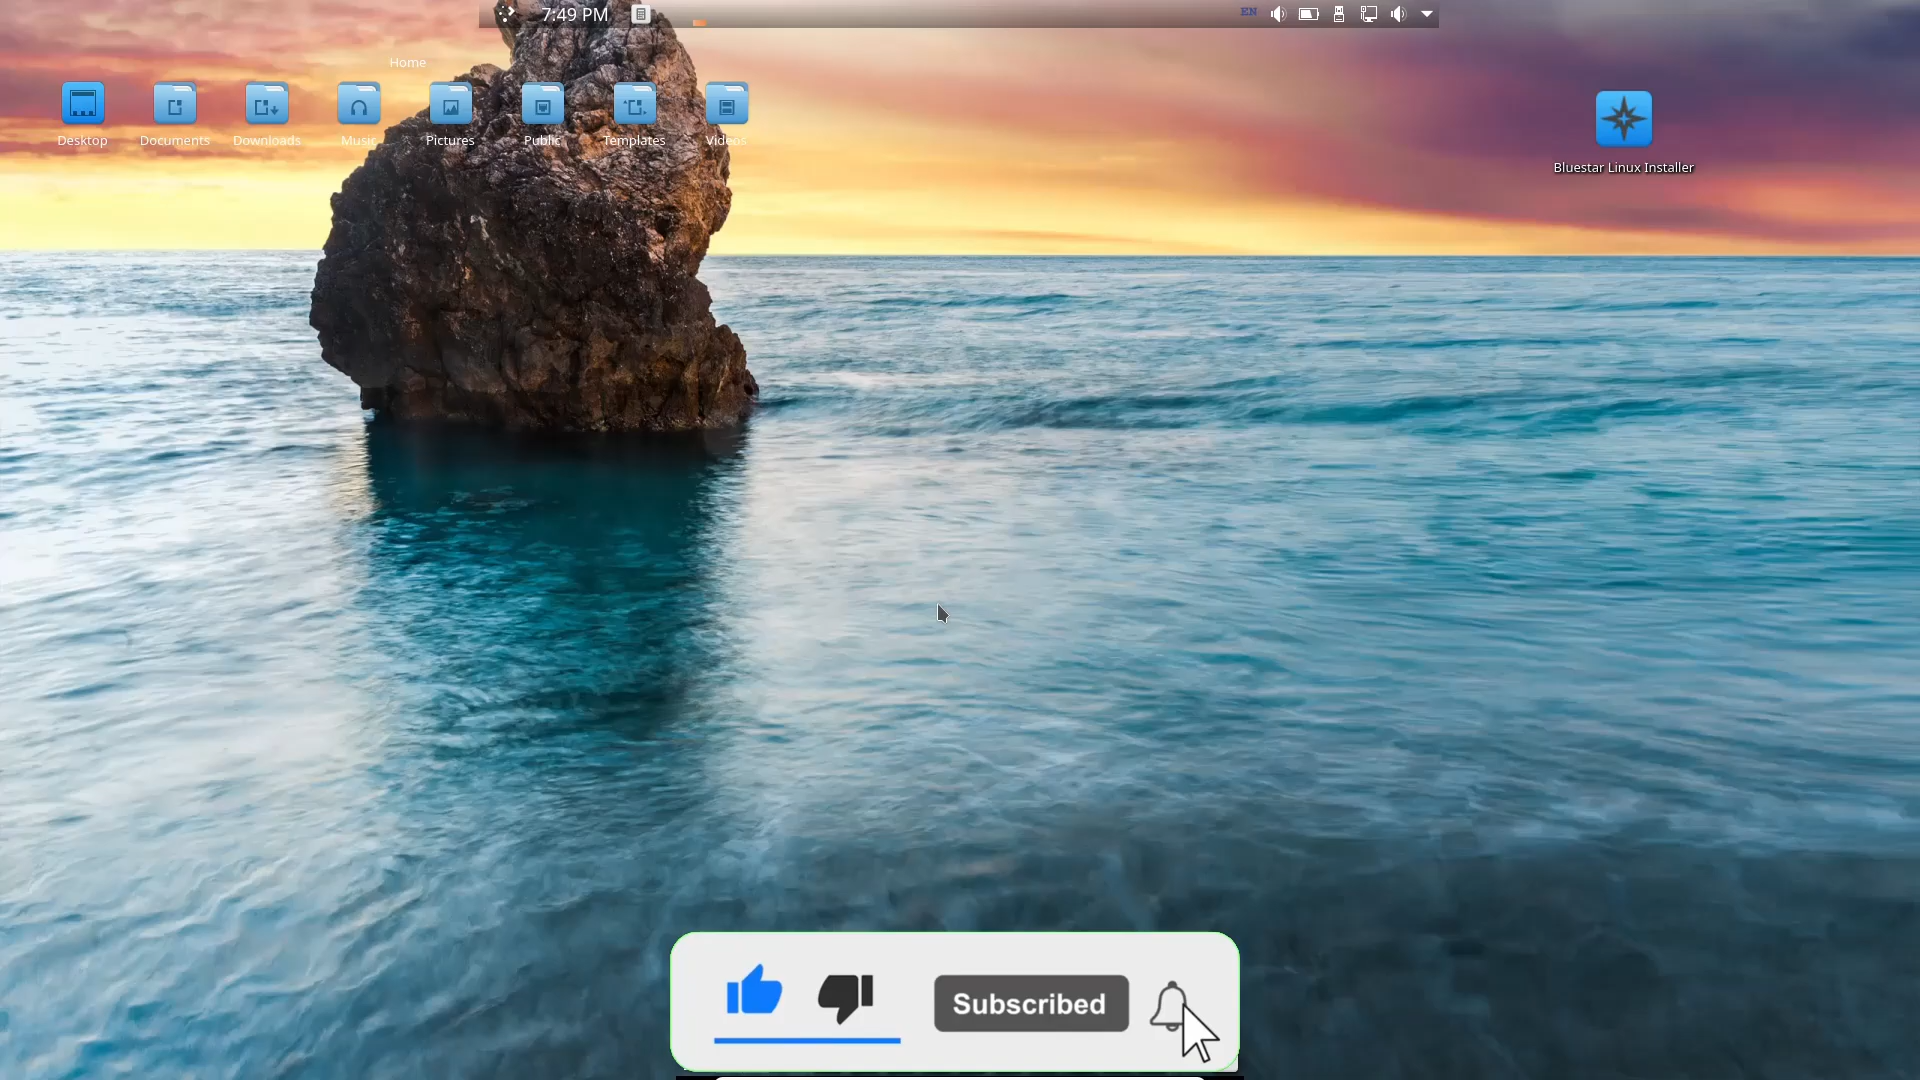 7:49 PM
EN
Home
Desktop
Documents
Downloads
Music
Pictures
Public
Templates
Videos
Bluestar Linux Installer
Subscribed